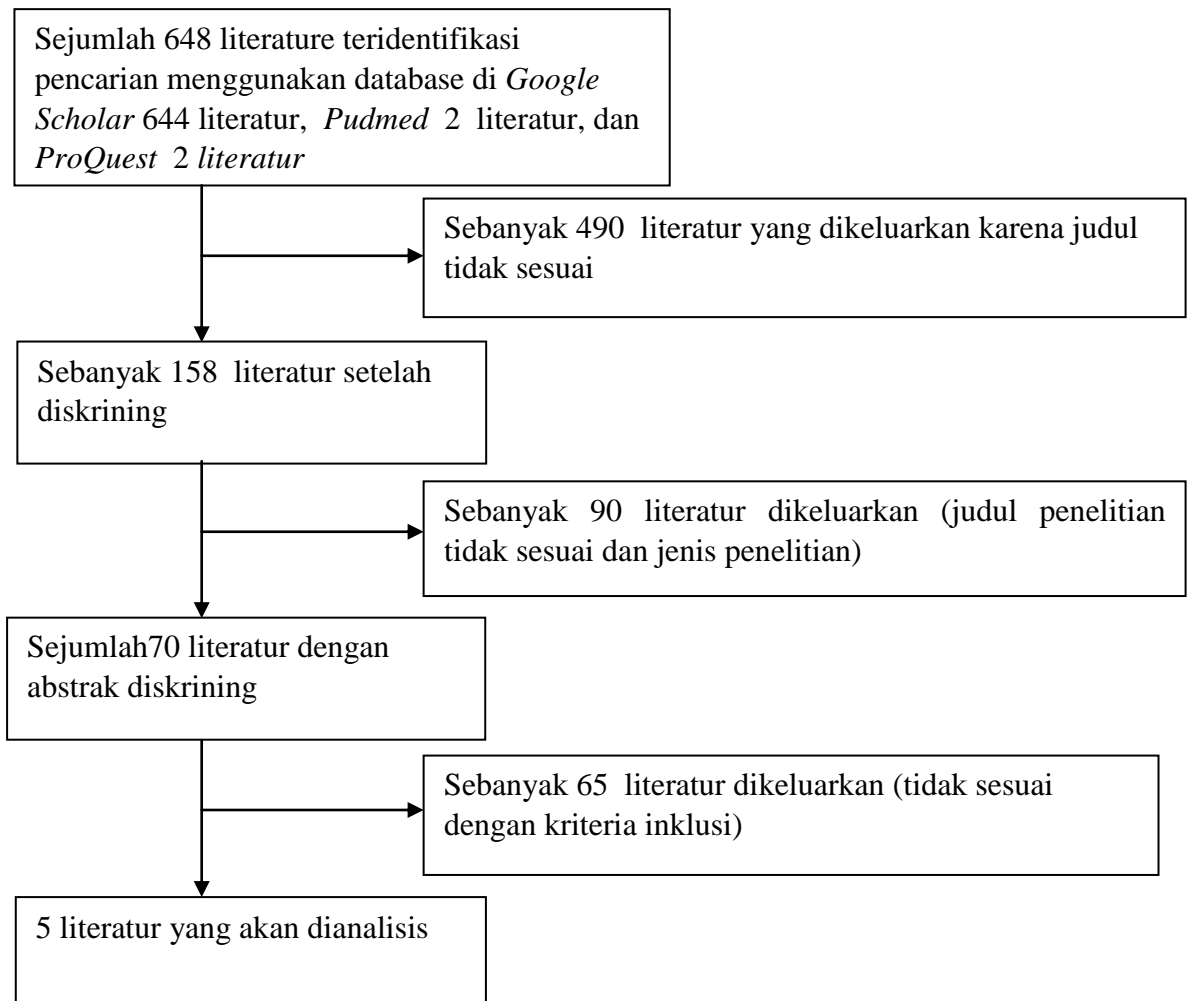 Sejumlah 648 literature teridentifikasi
pencarian menggunakan database di Google
Scholar 644 literatur, Pudmed 2 literatur, dan
ProQuest 2 literatur
Sebanyak 490 literatur yang dikeluarkan karena judul
tidak sesuai
Sebanyak 158 literatur setelah
diskrining
Sebanyak 90 literatur dikeluarkan (judul penelitian
tidak sesuai dan jenis penelitian)
Sejumlah70 literatur dengan
abstrak diskrining
Sebanyak 65 literatur dikeluarkan (tidak sesuai
dengan kriteria inklusi)
5 literatur yang akan dianalisis